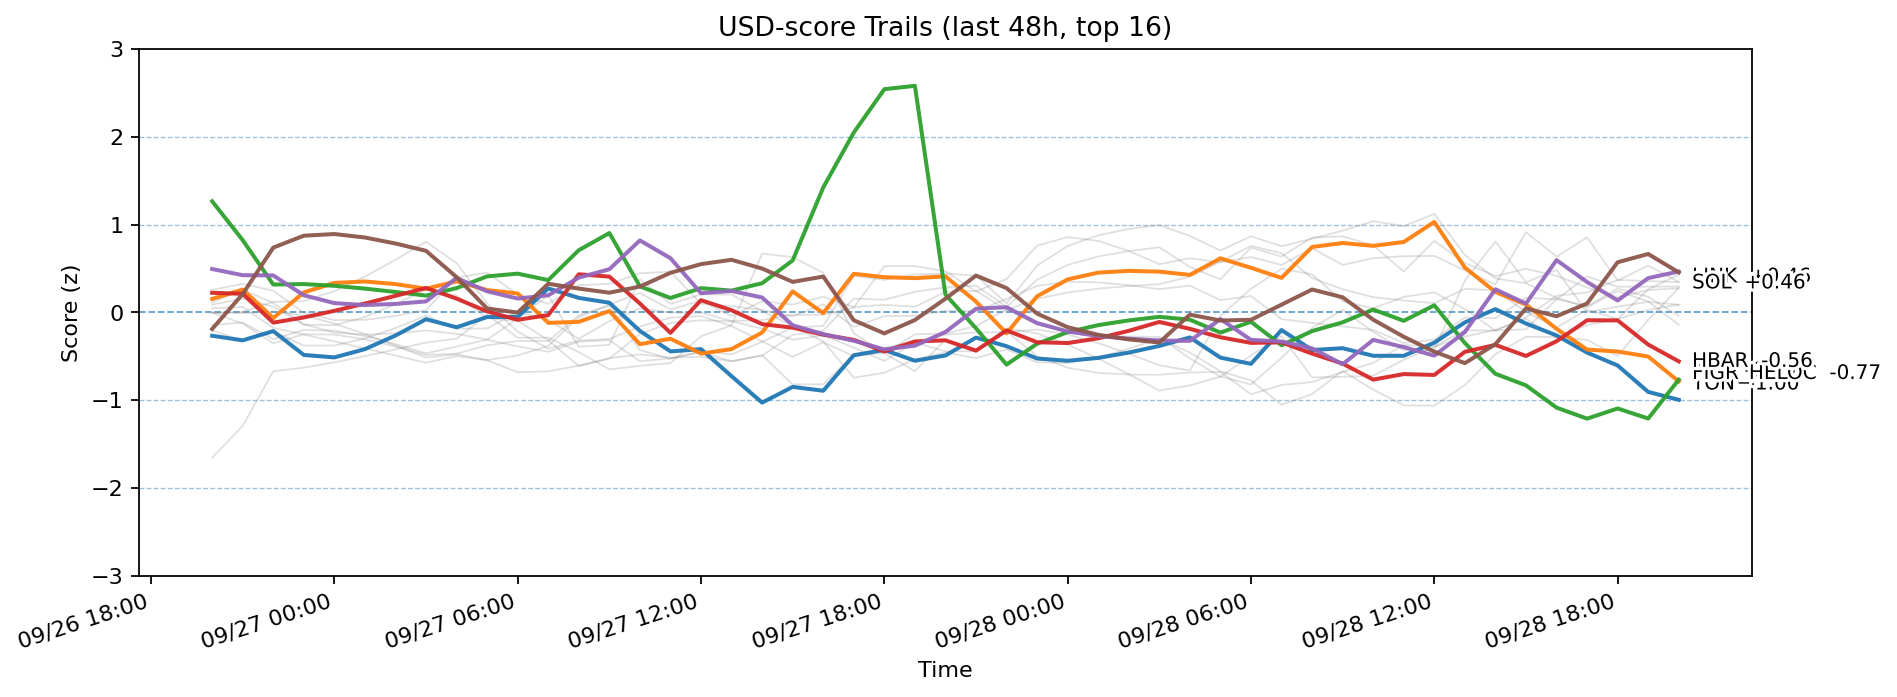 USD-score Trails (last 48h, top 16)
Score (z)
3
2
1
0
−1
−2
−3
SOL +0.46
HBAR -0.56
FIGR_HELOC -0.77
TON −1.00
09/26 18:00
09/27 00:00
09/27 06:00
09/27 12:00
09/27 18:00
09/28 00:00
09/28 06:00
09/28 12:00
09/28 18:00
Time